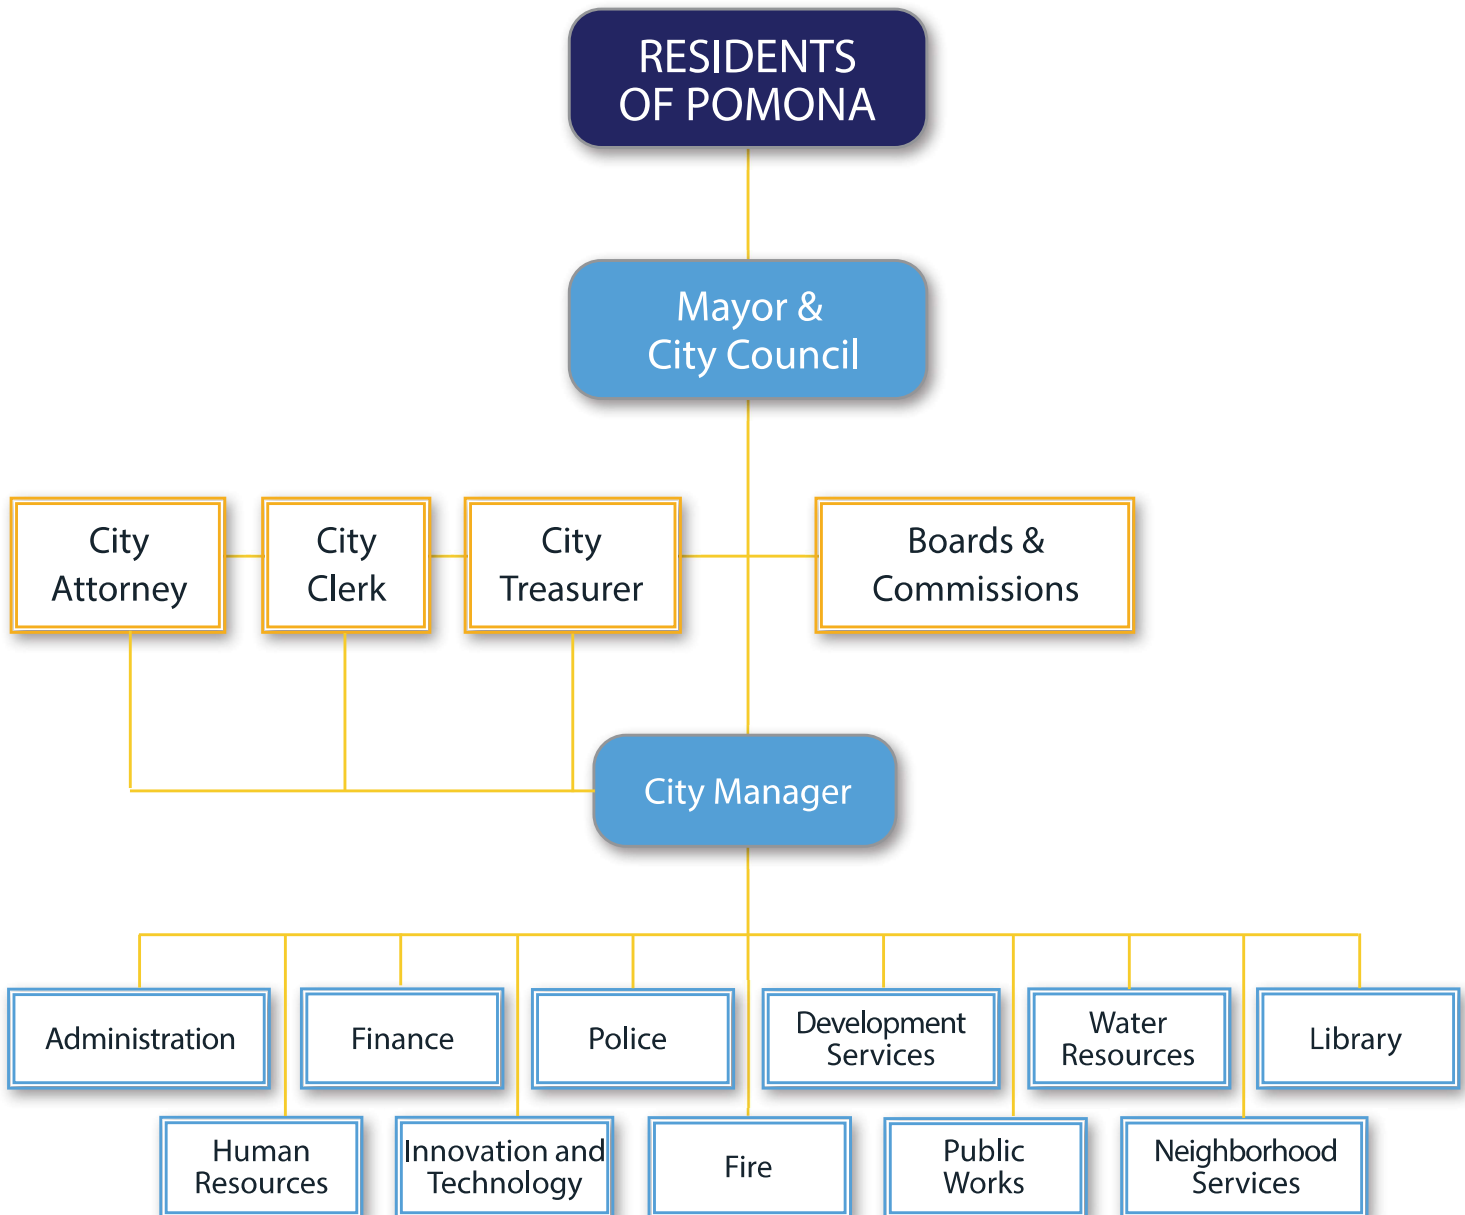 RESIDENTS
OF POMONA
Mayor &
City Council
City
Attorney
City
Clerk
City
Treasurer
Boards &
Commissions
City Manager
Administration
Finance
Police
Development
Services
Water
Resources
Library
Human
Resources
Innovation and
Technology
Fire
Public
Works
Neighborhood
Services